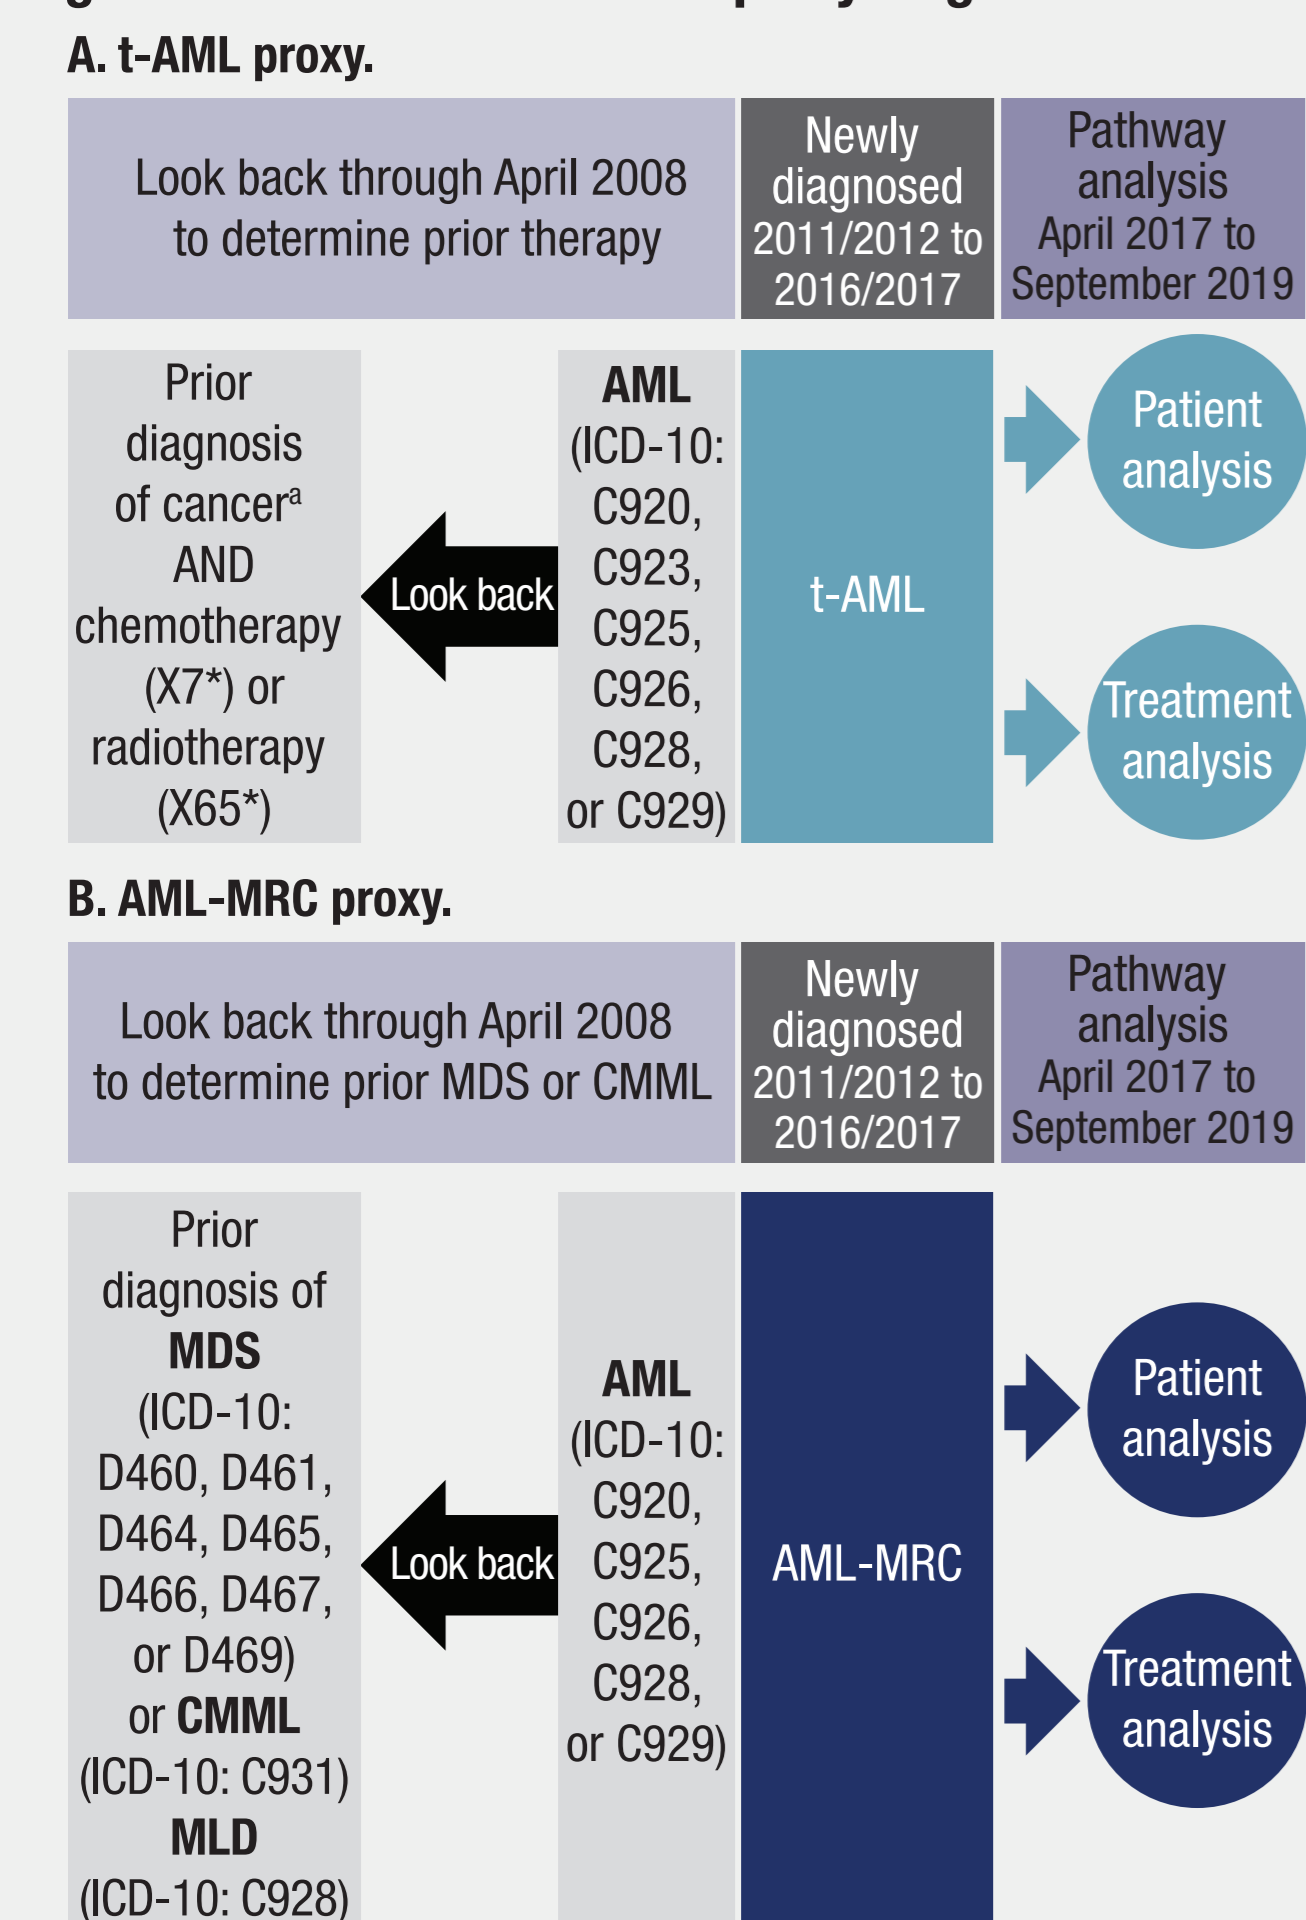 A. t-AML proxy.
Look back through April 2008
to determine prior therapy
Newly
diagnosed
2011/2012 to
2016/2017
Pathway
analysis
April 2017 to
September 2019
Prior
diagnosis
of cancerᵃ
AND
chemotherapy
(X7*) or
radiotherapy
(X65*)
Look back
AML
(ICD-10:
C920,
C923,
C925,
C926,
C928,
or C929)
t-AML
Patient
analysis
Treatment
analysis
B. AML-MRC proxy.
Look back through April 2008
to determine prior MDS or CMML
Newly
diagnosed
2011/2012 to
2016/2017
Pathway
analysis
April 2017 to
September 2019
Prior
diagnosis of
MDS
(ICD-10:
D460, D461,
D464, D465,
D466, D467,
or D469)
or CMML
(ICD-10: C931)
MLD
(ICD-10: C928)
Look back
AML
(ICD-10:
C920,
C925,
C926,
C928,
or C929)
AML-MRC
Patient
analysis
Treatment
analysis